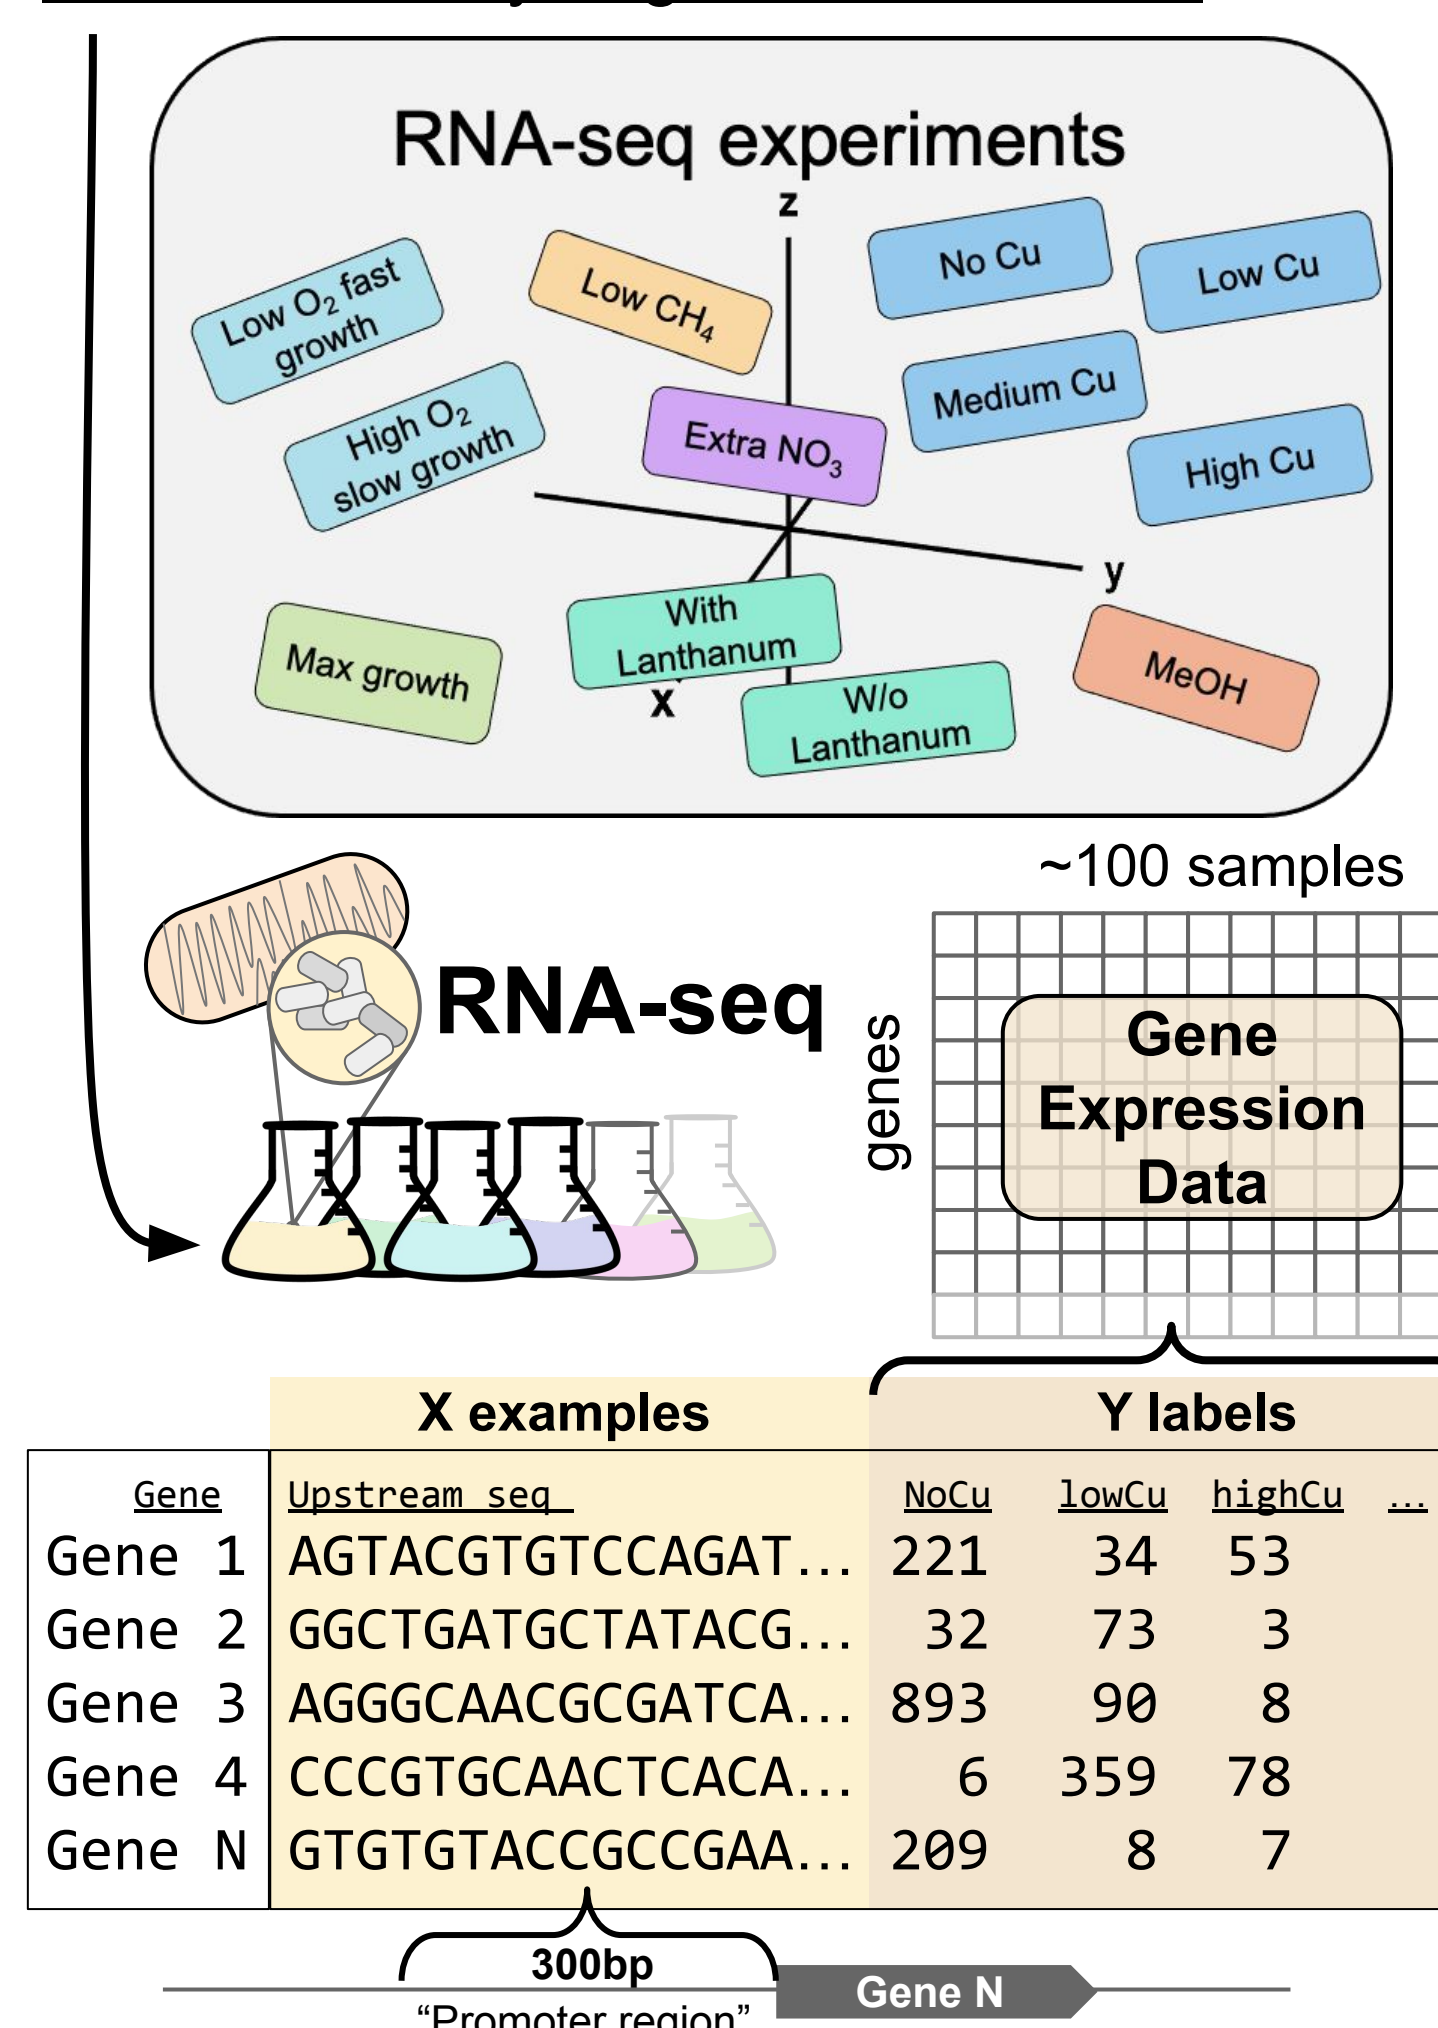 RNA-seq experiments
z
Low O₂ fast
growth
Low CH₄
No Cu
Low Cu
High O₂
slow growth
Extra NO₃
Medium Cu
High Cu
y
Max growth
With
Lanthanum
x
W/o
Lanthanum
MeOH
~100 samples
RNA-seq
genes
Gene
Expression
Data
X examples Y labels
Gene Upstream seq NoCu lowCu highCu ...
Gene 1 AGTACGTGTCCAGAT... 221 34 53
Gene 2 GGCTGATGCTATACG... 32 73 3
Gene 3 AGGGCAACGCGATCA... 893 90 8
Gene 4 CCCGTGCAACTCACA... 6 359 78
Gene N GTGTGTACCGCCGAA... 209 8 7
300bp
Gene N
“Promoter region”